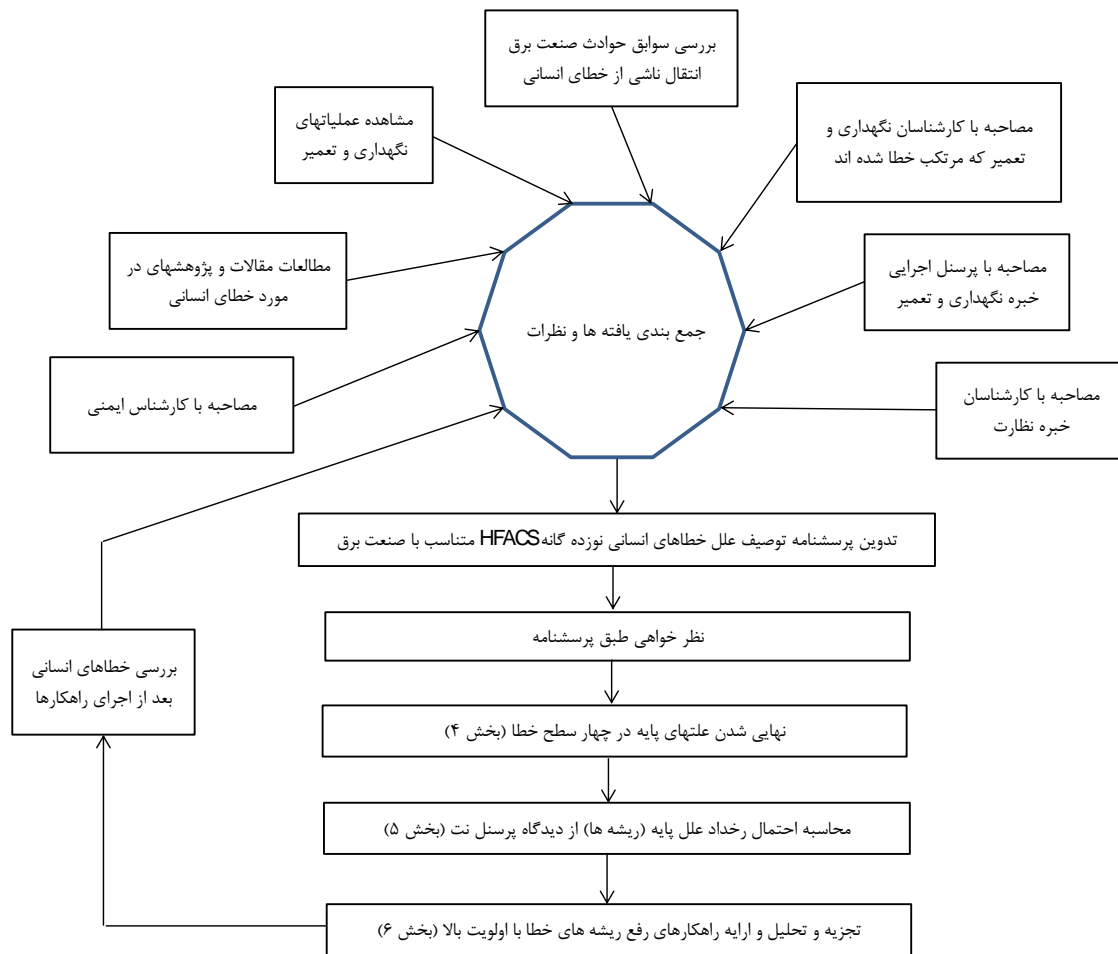 بررسی سوابق حوادث صنعت برق
انتقال ناشی از خطای انسانی
مشاهده عملیاتهای
نگهداری و تعمیر
مصاحبه با کارشناسان نگهداری و
تعمیر که مرتکب خطا شده اند
مطالعات مقالات و پژوهشهای در
مورد خطای انسانی
مصاحبه با پرسنل اجرایی
خبره نگهداری و تعمیر
جمع بندی یافته ها و نظرات
مصاحبه با کارشناس ایمنی
مصاحبه با کارشناسان
خبره نظارت
تدوین پرسشنامه توصیف علل خطاهای انسانی نوزده گانه HFACS متناسب با صنعت برق
نظر خواهی طبق پرسشنامه
بررسی خطاهای انسانی
بعد از اجرای راهکارها
نهایی شدن علتهای پایه در چهار سطح خطا (بخش ۴)
محاسبه احتمال رخداد علل پایه (ریشه ها) از دیدگاه پرسنل نت (بخش ۵)
تجزیه و تحلیل و ارایه راهکارهای رفع ریشه های خطا با اولویت بالا (بخش ۶)